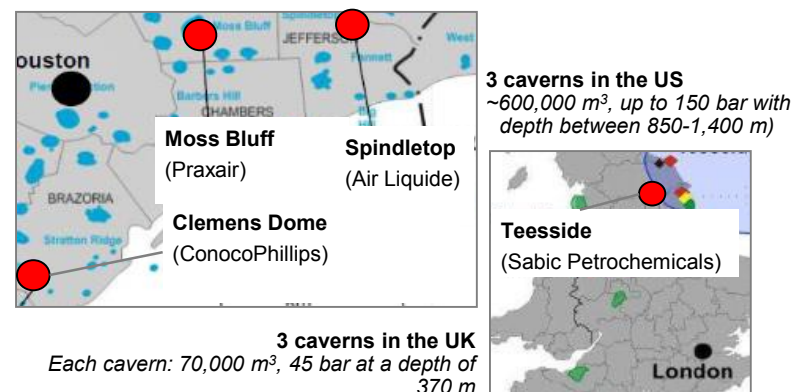 Moss Bluff
Spindletop
JEFFERSON
Fannett
West
ouston
Barbers Hill
CHAMBERS
BRAZORIA
Stratton Ridge
Moss Bluff
(Praxair)
Spindletop
(Air Liquide)
Clemens Dome
(ConocoPhillips)
3 caverns in the US
~600,000 m³, up to 150 bar with
depth between 850-1,400 m)
Teesside
(Sabic Petrochemicals)
London
3 caverns in the UK
Each cavern: 70,000 m³, 45 bar at a depth of
370 m